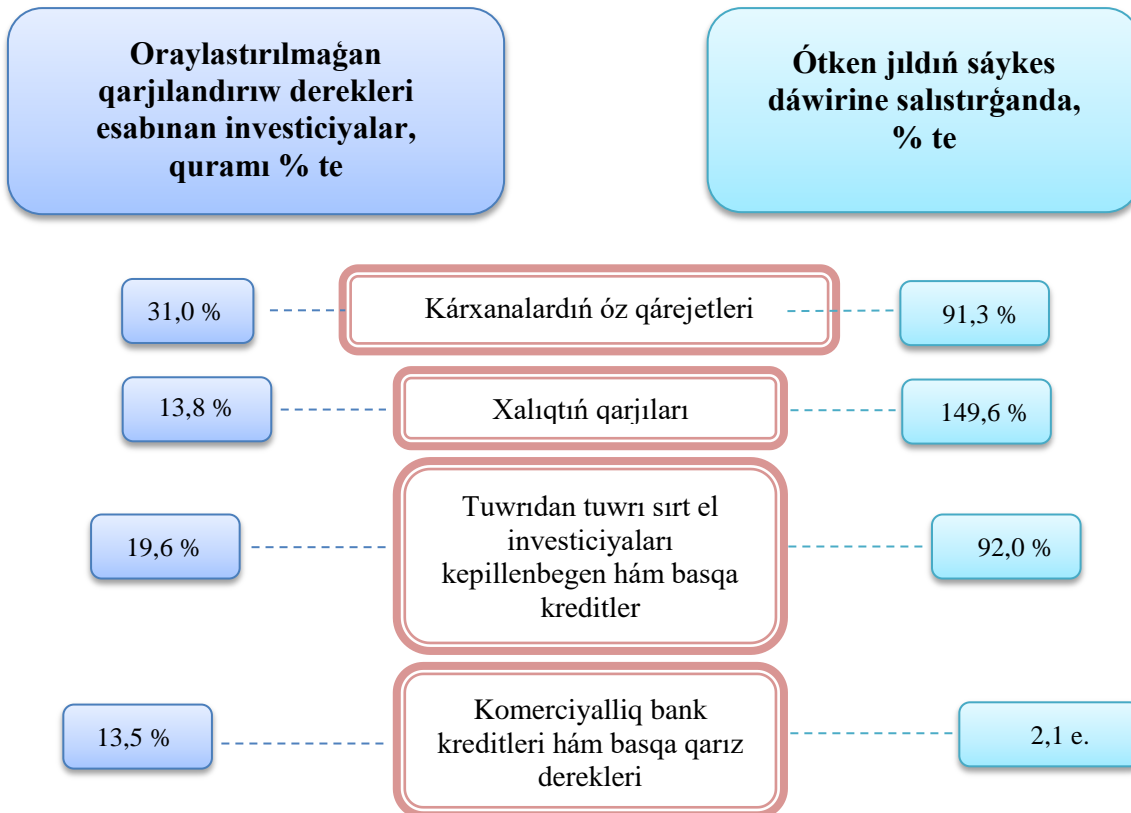 Oraylastırılmaǵan
qarjılandırıw derekleri
esabınan investiciyalar,
quramı % te
Ótken jıldıń sáykes
dáwirine salıstırǵanda,
% te
31,0 %
Kárxanalardıń óz qárejetleri
91,3 %
13,8 %
Xalıqtıń qarjıları
149,6 %
19,6 %
Tuwrıdan tuwrı sırt el
investiciyaları
kepillenbegen hám basqa
kreditler
92,0 %
13,5 %
Komerciyalliq bank
kreditleri hám basqa qarız
derekleri
2,1 e.